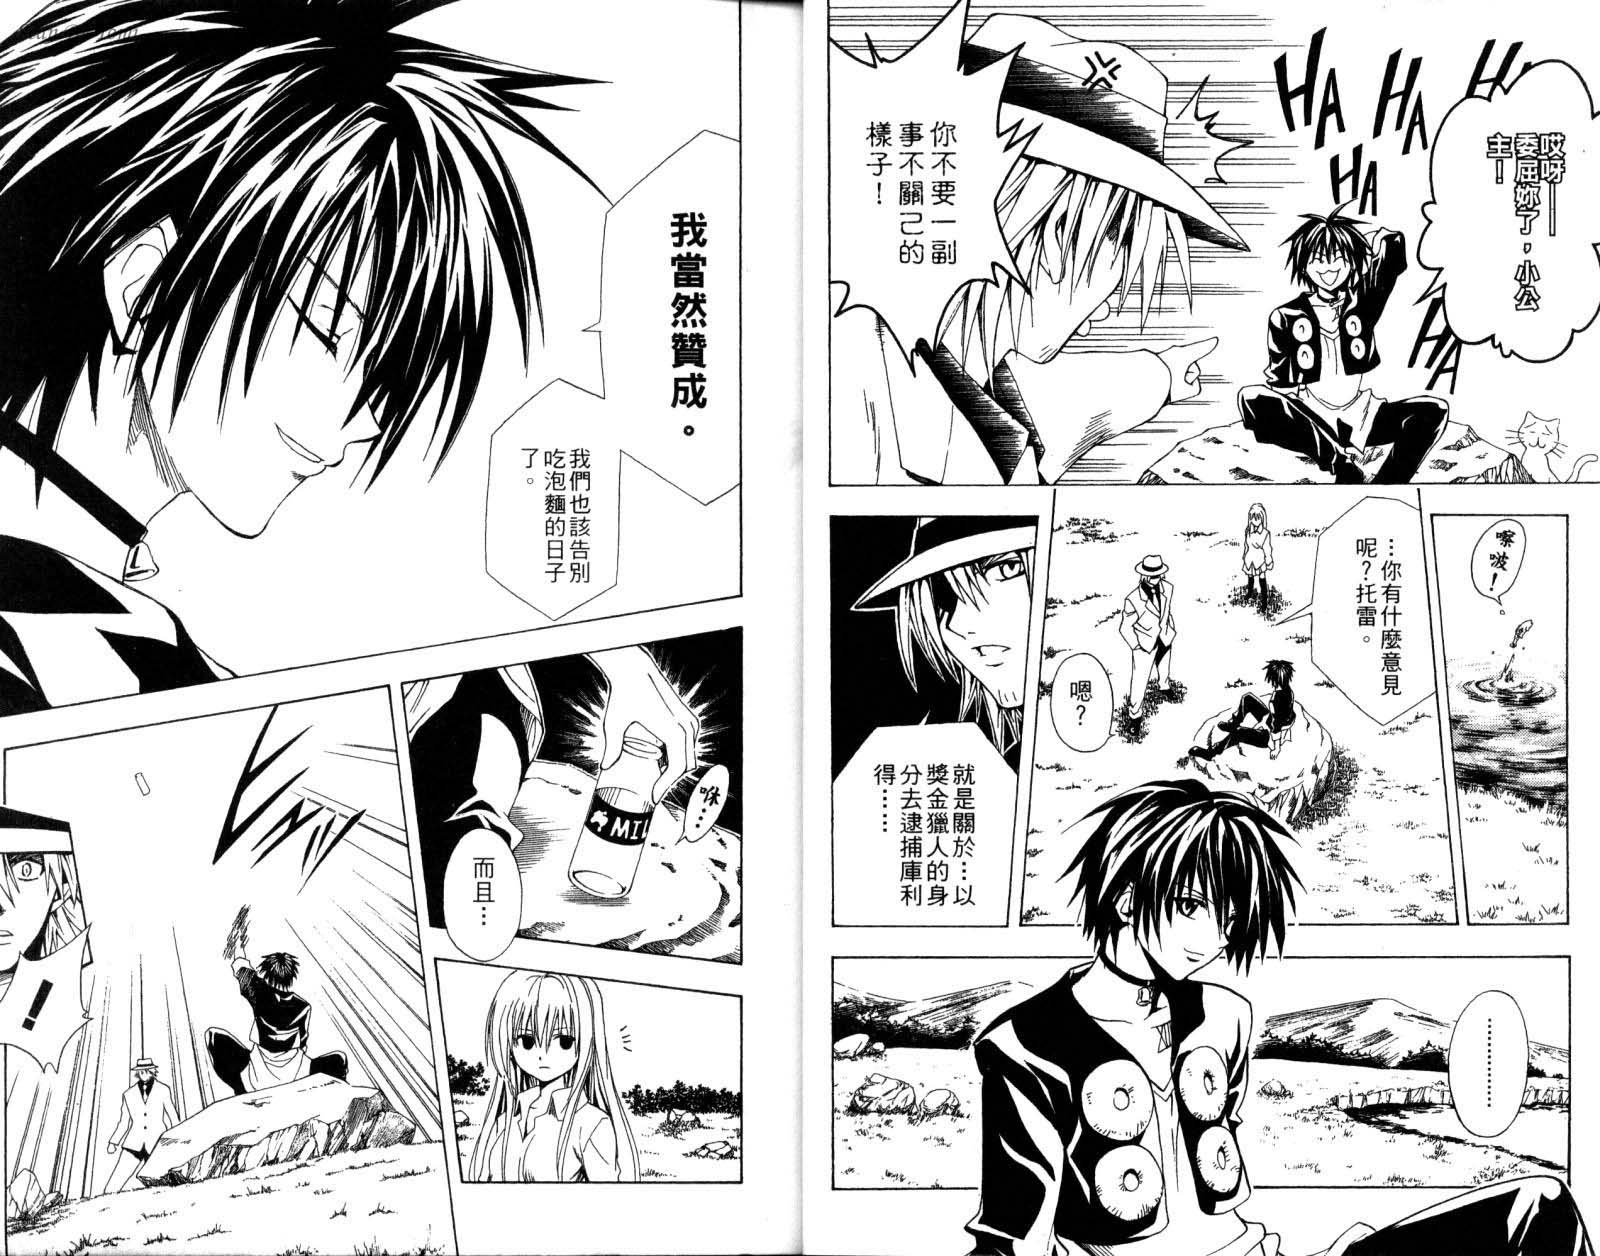 哎呀——
委屈妳了，小公
主！
HA
HA
HA
HA
HA
HA
HA
你不要一副
事不關己的
樣子！
嚓啵！
…你有什麼意見
呢？托雷。
嗯？
就是關於…以
獎金獵人的身
分去逮捕庫利
得……
…………
我當然贊成。
我們也該告別
吃泡麵的日子
了。
咻……
MIL
而且…
！